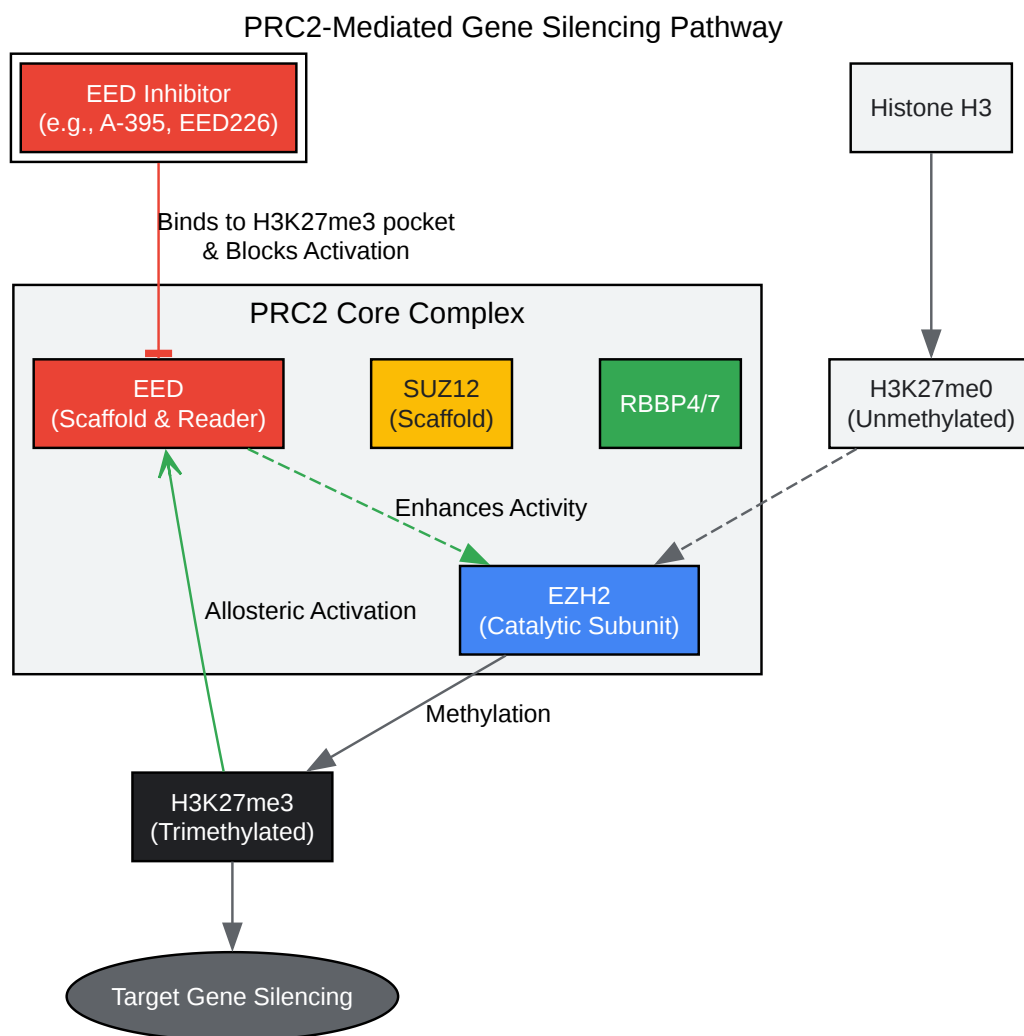 PRC2-Mediated Gene Silencing Pathway
EED Inhibitor
(e.g., A-395, EED226)
Histone H3
Binds to H3K27me3 pocket
& Blocks Activation
PRC2 Core Complex
EED
(Scaffold & Reader)
SUZ12
(Scaffold)
RBBP4/7
H3K27me0
(Unmethylated)
Enhances Activity
EZH2
(Catalytic Subunit)
Allosteric Activation
Methylation
H3K27me3
(Trimethylated)
Target Gene Silencing